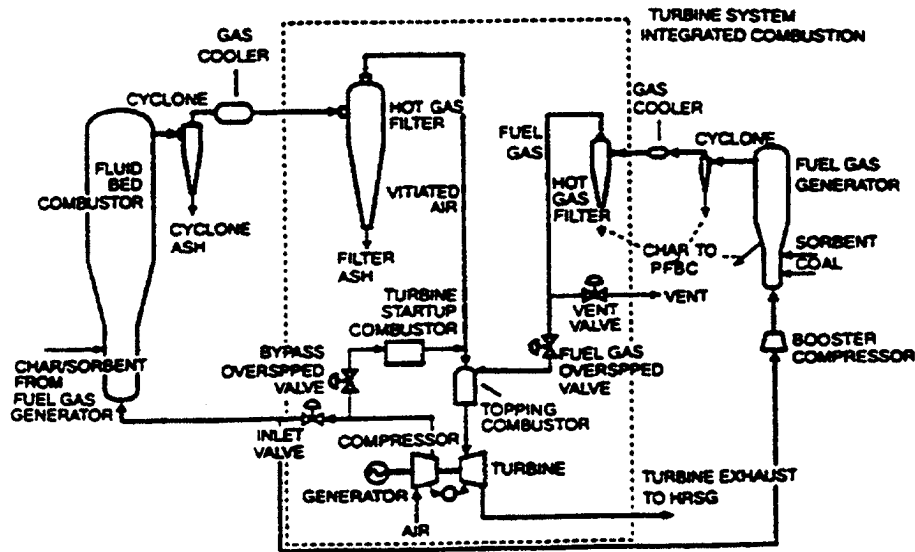 TURBINE SYSTEM
INTEGRATED COMBUSTION
GAS
COOLER
CYCLONE
HOT GAS
FILTER
FLUID
BED
COMBUSTOR
CYCLONE
ASH
VITIATED
AIR
FILTER
ASH
FUEL
GAS
GAS
COOLER
CYCLONE
FUEL GAS
GENERATOR
HOT
GAS
FILTER
CHAR TO
PFBC
SORBENT
COAL
VENT
VENT
VALVE
TURBINE
STARTUP
COMBUSTOR
BYPASS
OVERSPPED
VALVE
FUEL GAS
OVERSPPED
VALVE
BOOSTER
COMPRESSOR
CHAR/SORBENT
FROM
FUEL GAS
GENERATOR
INLET
VALVE
TOPPING
COMBUSTOR
COMPRESSOR
TURBINE
GENERATOR
AIR
TURBINE EXHAUST
TO HRSG